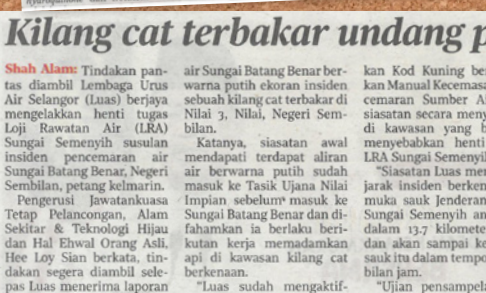 Kilang cat terbakar undang p
Shah Alam: Tindakan pan-
tas diambil Lembaga Urus
Air Selangor (Luas) berjaya
mengelakkan henti tugas
Loji Rawatan Air (LRA)
Sungai Semenyih susulan
insiden pencemaran air
Sungai Batang Benar, Negeri
Sembilan, petang kelmarin.
Pengerusi Jawatankuasa
Tetap Pelancongan, Alam
Sekitar & Teknologi Hijau
dan Hal Ehwal Orang Asli,
Hee Loy Sian berkata, tin-
dakan segera diambil sele-
pas Luas menerima laporan
air Sungai Batang Benar ber-
warna putih ekoran insiden
sebuah kilang cat terbakar di
Nilai 3, Nilai, Negeri Sem-
bilan.
Katanya, siasatan awal
mendapati terdapat aliran
air berwarna putih sudah
masuk ke Tasik Ujana Nilai
Impian sebelum masuk ke
Sungai Batang Benar dan di-
fahamkan ia berlaku beri-
kutan kerja memadamkan
api di kawasan kilang cat
berkenaan.
"Luas sudah mengaktif-
kan Kod Kuning be
kan Manual Kecemasa
cemaran Sumber A
siasatan secara meny
di kawasan yang b
menyebabkan henti
LRA Sungai Semenyil
"Siasatan Luas mer
jarak insiden berken
muka sauk Jenderam
Sungai Semenyih an
dalam 13.7 kilomete
dan akan sampai ke
sauk itu dalam tempo
bilan jam.
"Ujian pensampela